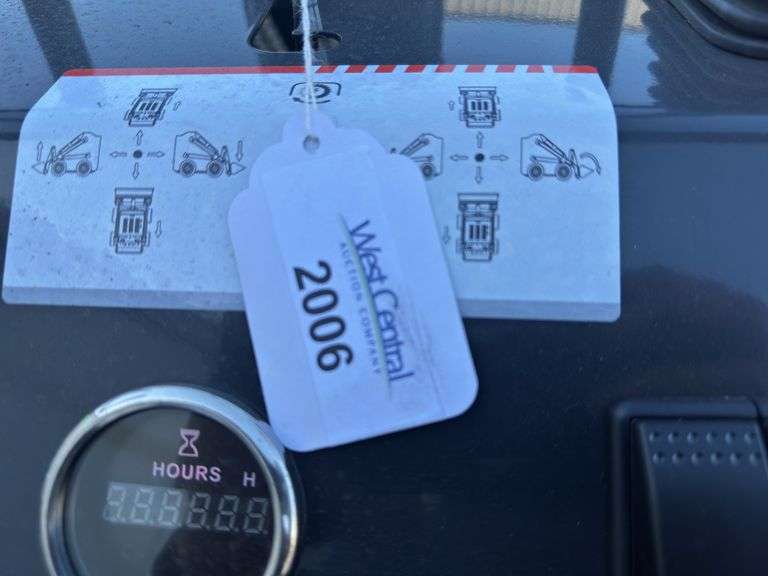 West Central
AUCTION COMPANY
2006
HOURS H